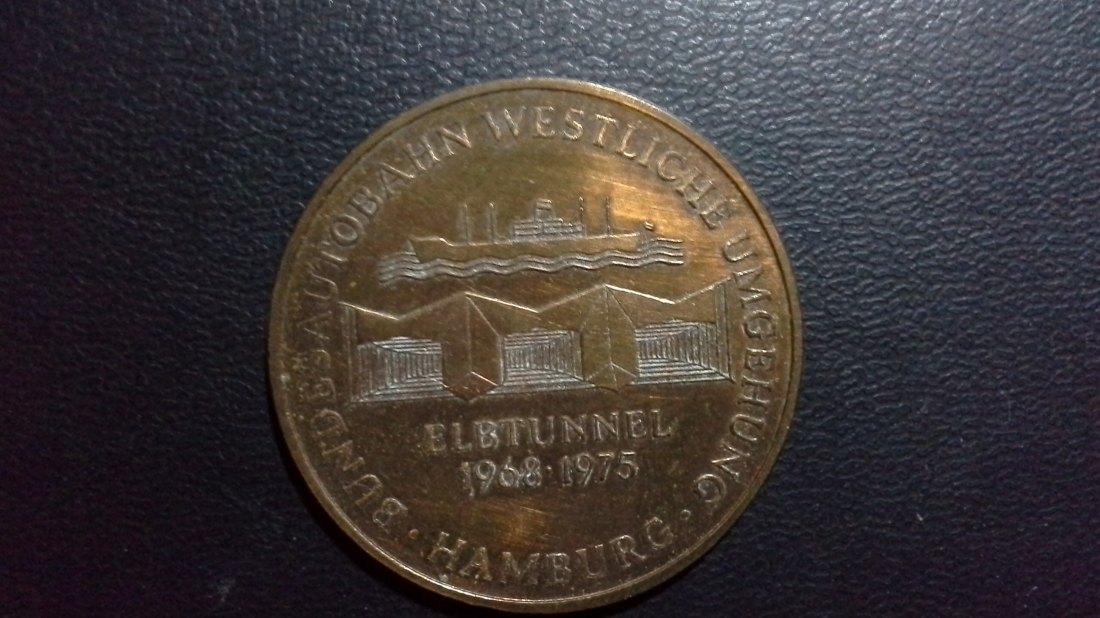 BUNDESAUTOBAHN WESTLICHE UMGEHUNG · HAMBURG ·
ELBTUNNEL
1968·1975